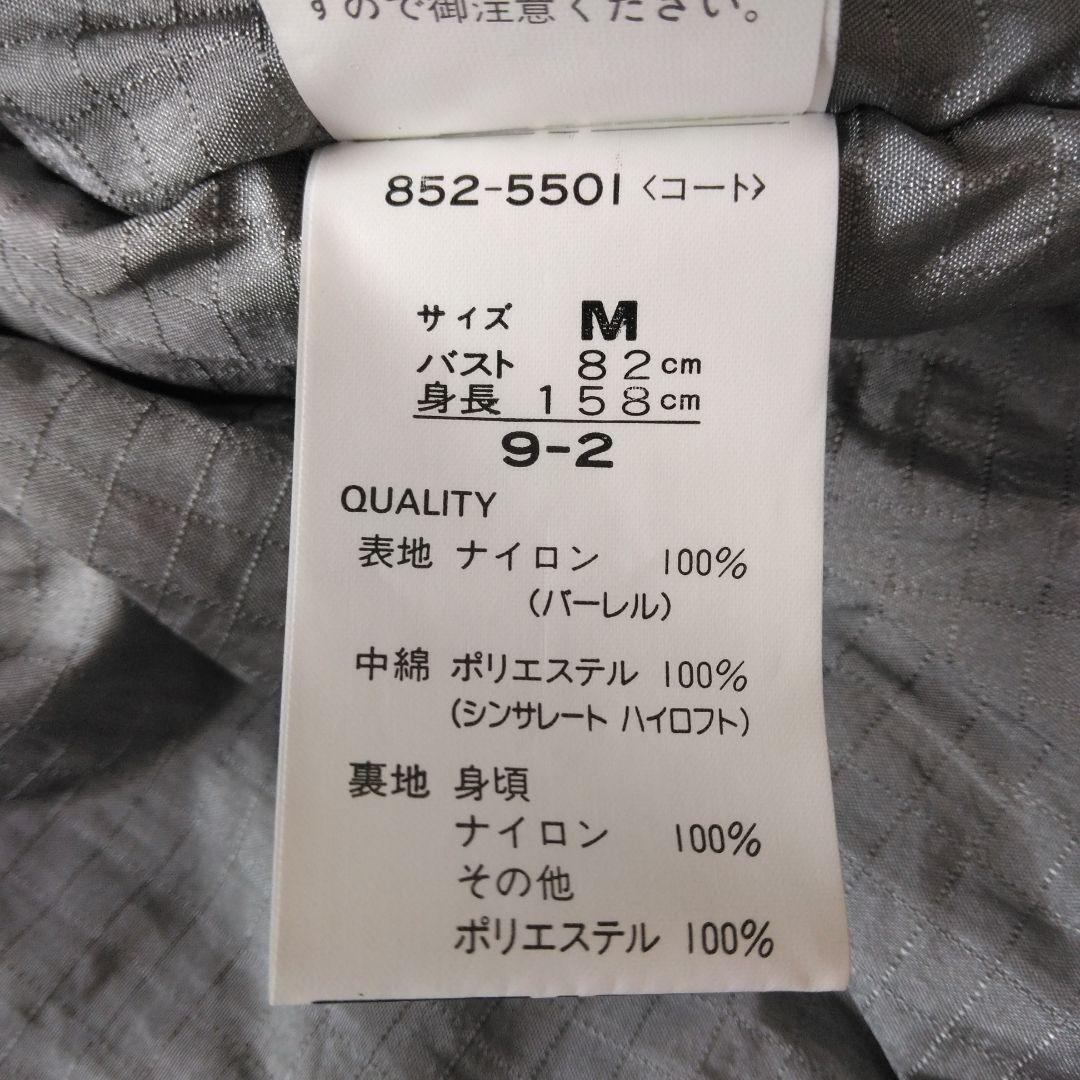 すので御注意ください。
852-5501〈コート〉
サイズ M
バスト 82cm
身長 158cm
9-2
QUALITY
表地 ナイロン 100%
(バーレル)
中綿 ポリエステル 100%
(シンサレート ハイロフト)
裏地 身頃
ナイロン 100%
その他
ポリエステル 100%